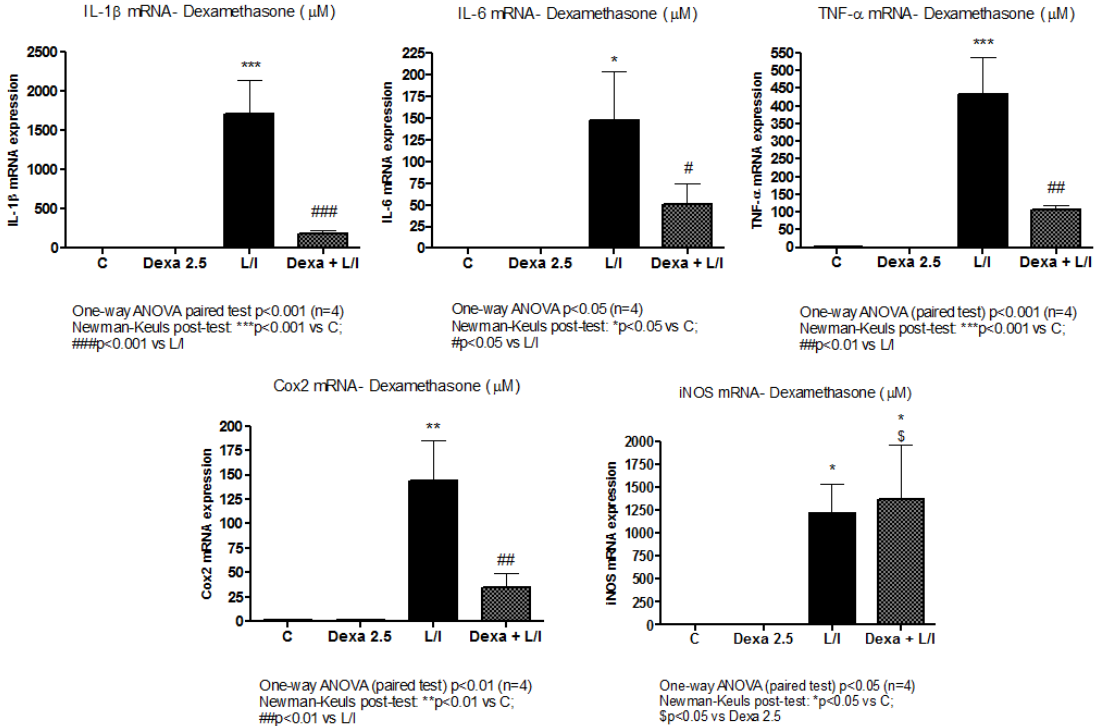 IL-1β mRNA- Dexamethasone (μM)
IL-1β mRNA expression
2500
2000
1500
1000
500
0
***
###
C Dexa 2.5 L/I Dexa + L/I
One-way ANOVA paired test p<0.001 (n=4)
Newman-Keuls post-test: ***p<0.001 vs C;
###p<0.001 vs L/I
IL-6 mRNA- Dexamethasone (μM)
IL-6 mRNA expression
225
200
175
150
125
100
75
50
25
0
*
#
C Dexa 2.5 L/I Dexa + L/I
One-way ANOVA p<0.05 (n=4)
Newman-Keuls post-test: *p<0.05 vs C;
#p<0.05 vs L/I
TNF-α mRNA- Dexamethasone (μM)
TNF-α mRNA expression
550
500
450
400
350
300
250
200
150
100
50
0
***
##
C Dexa 2.5 L/I Dexa + L/I
One-way ANOVA (paired test) p<0.001 (n=4)
Newman-Keuls post-test: ***p<0.001 vs C;
##p<0.01 vs L/I
Cox2 mRNA- Dexamethasone (μM)
Cox2 mRNA expression
200
175
150
125
100
75
50
25
0
**
##
C Dexa 2.5 L/I Dexa + L/I
One-way ANOVA (paired test) p<0.01 (n=4)
Newman-Keuls post-test: **p<0.01 vs C;
##p<0.01 vs L/I
iNOS mRNA- Dexamethasone (μM)
iNOS mRNA expression
2000
1750
1500
1250
1000
750
500
250
0
*
*
$
C Dexa 2.5 L/I Dexa + L/I
One-way ANOVA (paired test) p<0.05 (n=4)
Newman-Keuls post-test: *p<0.05 vs C;
$p<0.05 vs Dexa 2.5